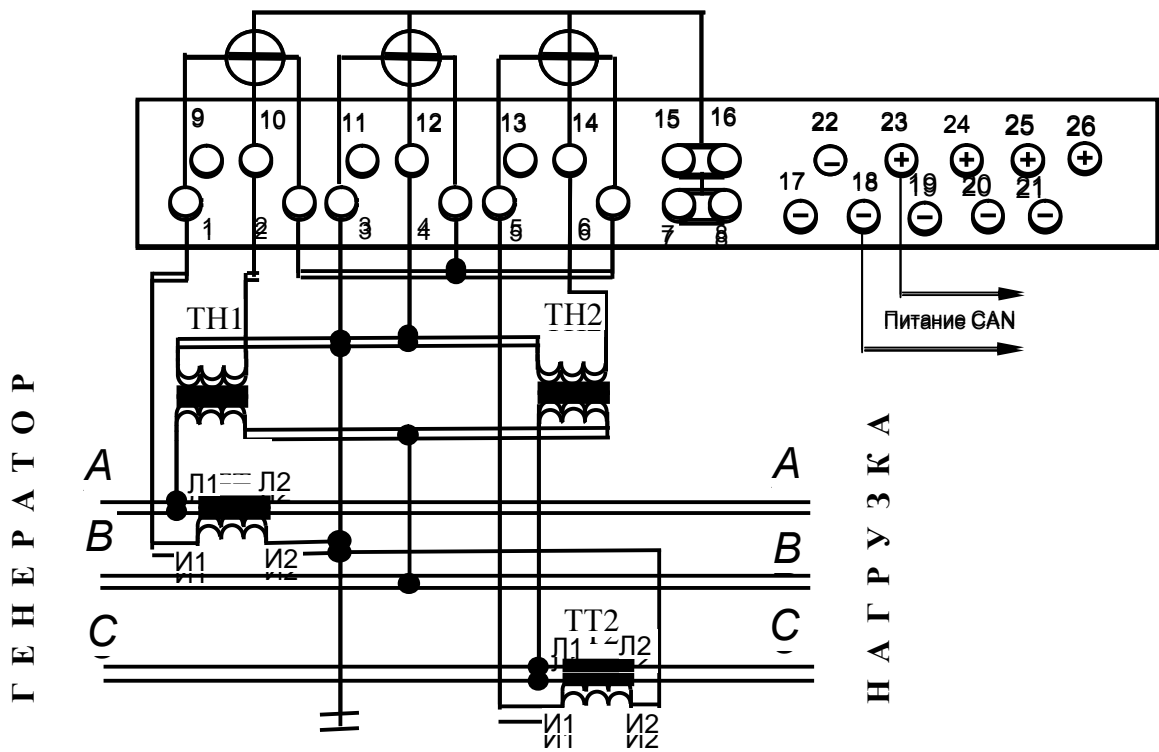 9 10 11 12 13 14 15 16 22 23 24 25 26
17 18 19 20 21
1 2 3 4 5 6 7 8
ТН1 ТН2
Питание CAN
ГЕНЕРАТОР
НАГРУЗКА
A A
Л1 Л2
B B
И1 И2
C C
ТТ2
Л1 Л2
И1 И2